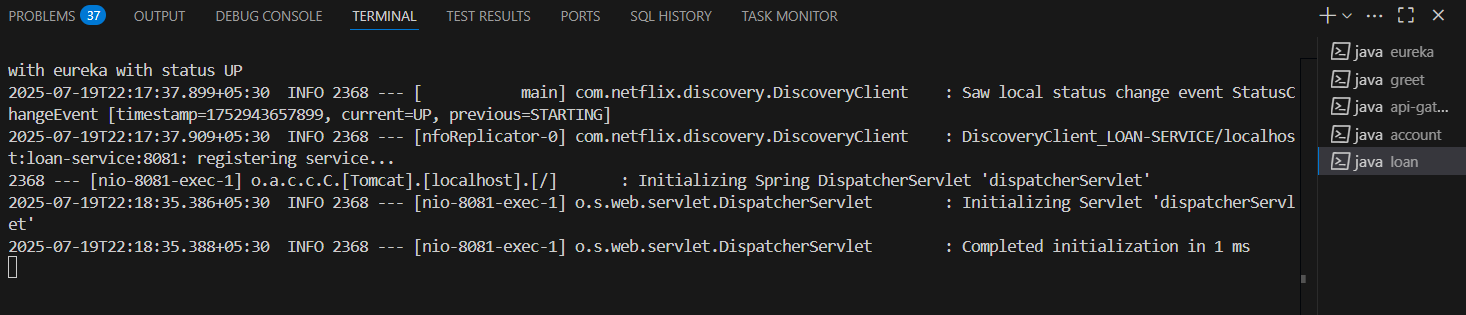 PROBLEMS 37 OUTPUT DEBUG CONSOLE TERMINAL TEST RESULTS PORTS SQL HISTORY TASK MONITOR
with eureka with status UP
2025-07-19T22:17:37.899+05:30  INFO 2368 --- [           main] com.netflix.discovery.DiscoveryClient    : Saw local status change event StatusC
hangeEvent [timestamp=1752943657899, current=UP, previous=STARTING]
2025-07-19T22:17:37.909+05:30  INFO 2368 --- [nfoReplicator-0] com.netflix.discovery.DiscoveryClient    : DiscoveryClient_LOAN-SERVICE/localhos
t:loan-service:8081: registering service...
2368 --- [nio-8081-exec-1] o.a.c.c.C.[Tomcat].[localhost].[/]       : Initializing Spring DispatcherServlet 'dispatcherServlet'
2025-07-19T22:18:35.386+05:30  INFO 2368 --- [nio-8081-exec-1] o.s.web.servlet.DispatcherServlet        : Initializing Servlet 'dispatcherServl
et'
2025-07-19T22:18:35.388+05:30  INFO 2368 --- [nio-8081-exec-1] o.s.web.servlet.DispatcherServlet        : Completed initialization in 1 ms
java eureka
java greet
java api-gat...
java account
java loan